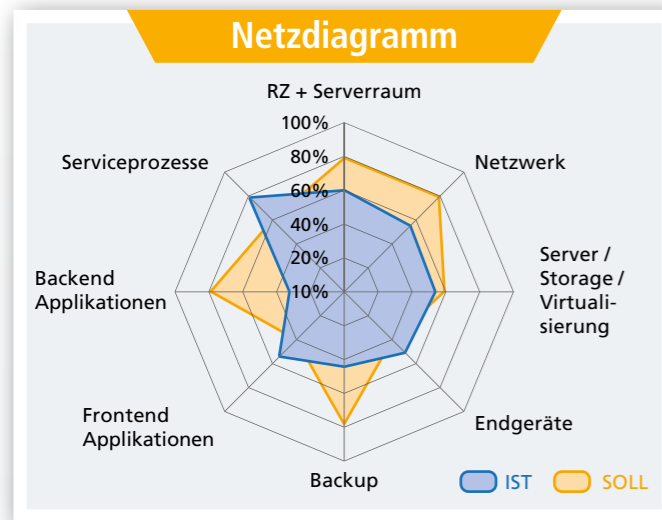 Netzdiagramm
RZ + Serverraum
100%
80%
60%
40%
20%
10%
Netzwerk
Server /
Storage /
Virtuali-
sierung
Endgeräte
Backup
Frontend
Applikationen
Backend
Applikationen
Serviceprozesse
IST
SOLL